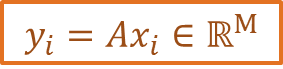 yᵢ = Axᵢ ∈ ℝᴹ